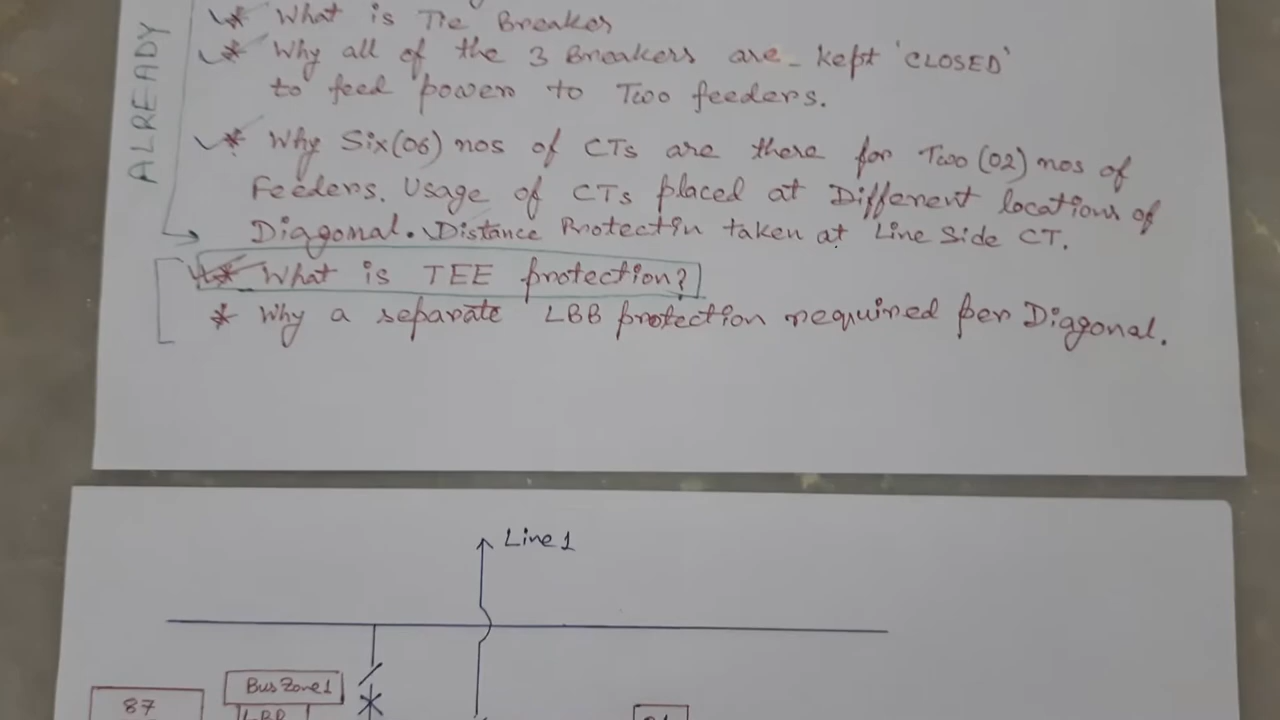 ALREADY
* What is Tie Breaker
* Why all of the 3 Breakers are kept 'CLOSED'
to feed power to Two feeders.
* Why Six(06) nos of CTs are there for Two (02) nos of
Feeders. Usage of CTs placed at Different locations of
Diagonal. Distance Protectin taken at Line Side CT.
* What is TEE protection?
* Why a separate LBB protection required per Diagonal.
Line 1
Bus Zone 1
87
LBB